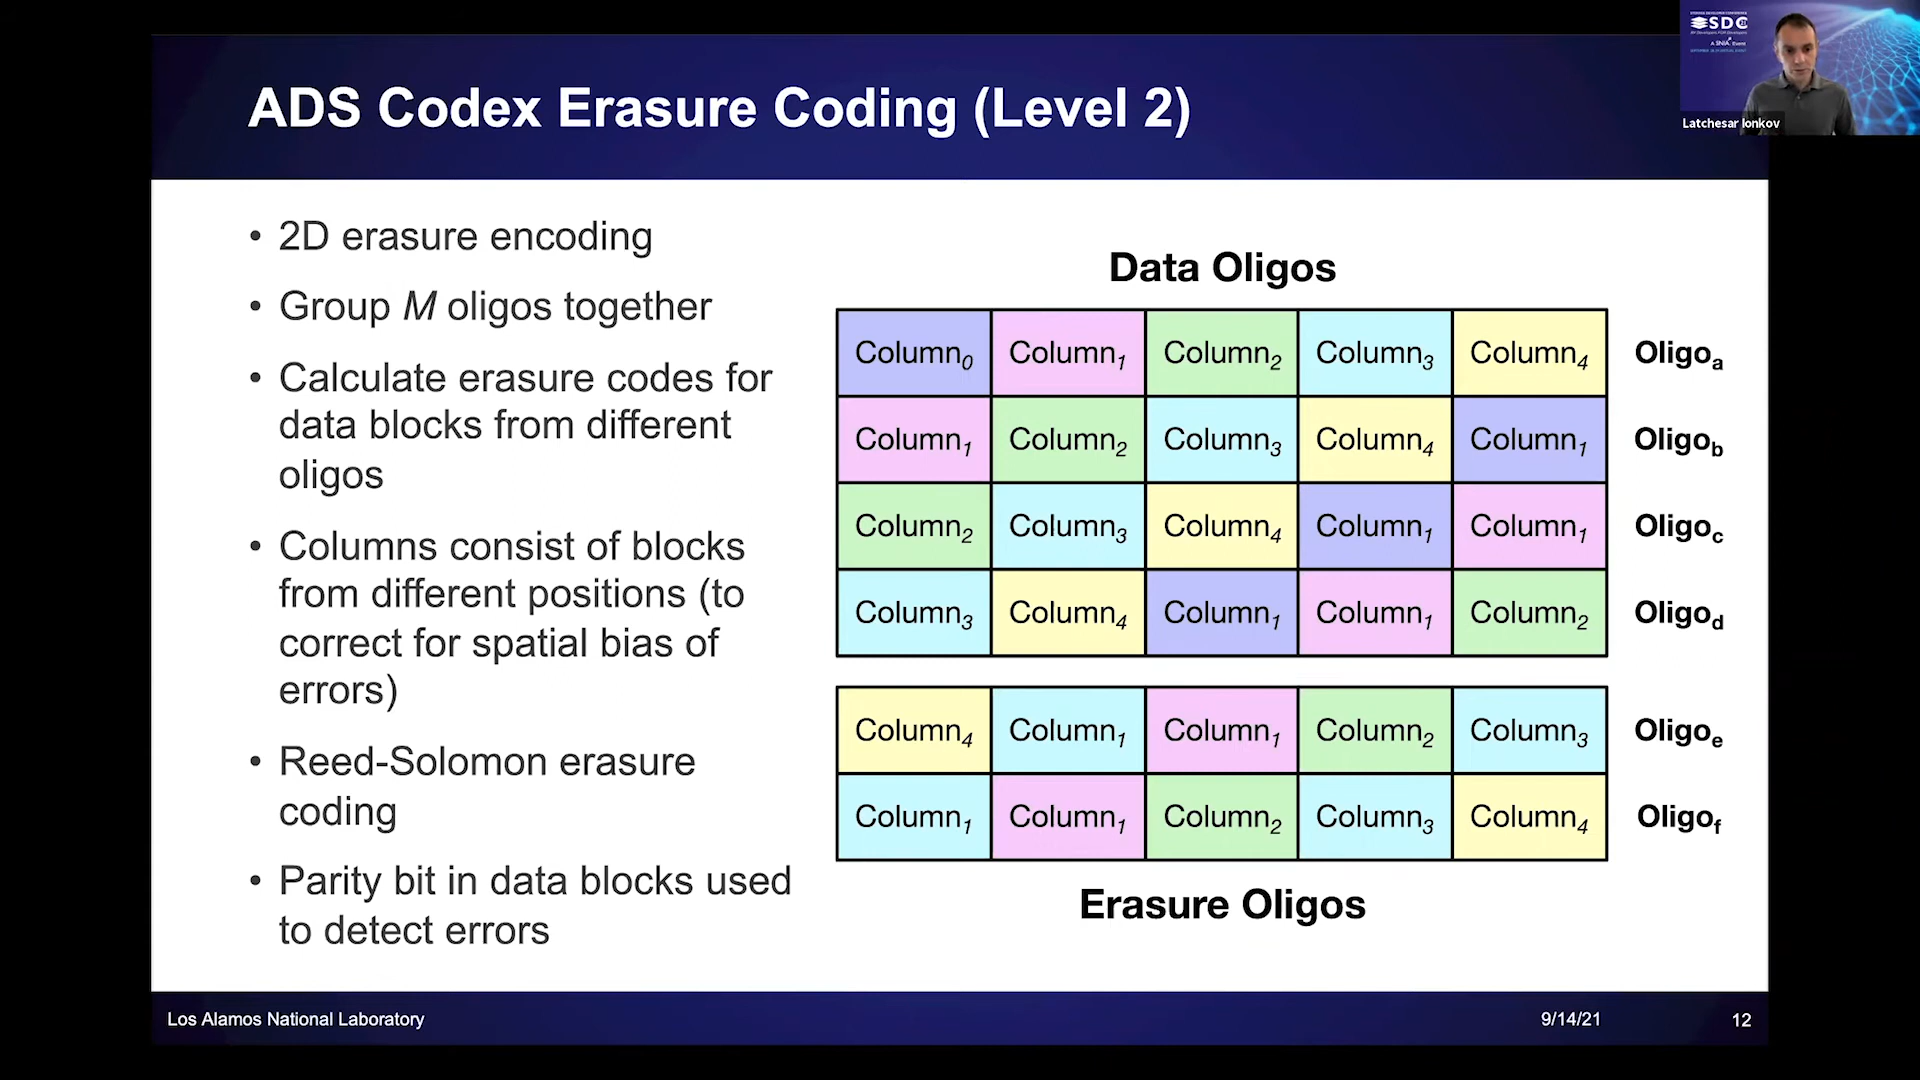 ADS Codex Erasure Coding (Level 2)
SDC
A SNIA Event
Latchesar Ionkov
• 2D erasure encoding
• Group M oligos together
• Calculate erasure codes for
data blocks from different
oligos
• Columns consist of blocks
from different positions (to
correct for spatial bias of
errors)
• Reed-Solomon erasure
coding
• Parity bit in data blocks used
to detect errors
Data Oligos
Column0 Column1 Column2 Column3 Column4 Oligoa
Column1 Column2 Column3 Column4 Column1 Oligob
Column2 Column3 Column4 Column1 Column1 Oligoc
Column3 Column4 Column1 Column1 Column2 Oligod
Column4 Column1 Column1 Column2 Column3 Oligoe
Column1 Column1 Column2 Column3 Column4 Oligof
Erasure Oligos
Los Alamos National Laboratory
9/14/21
12